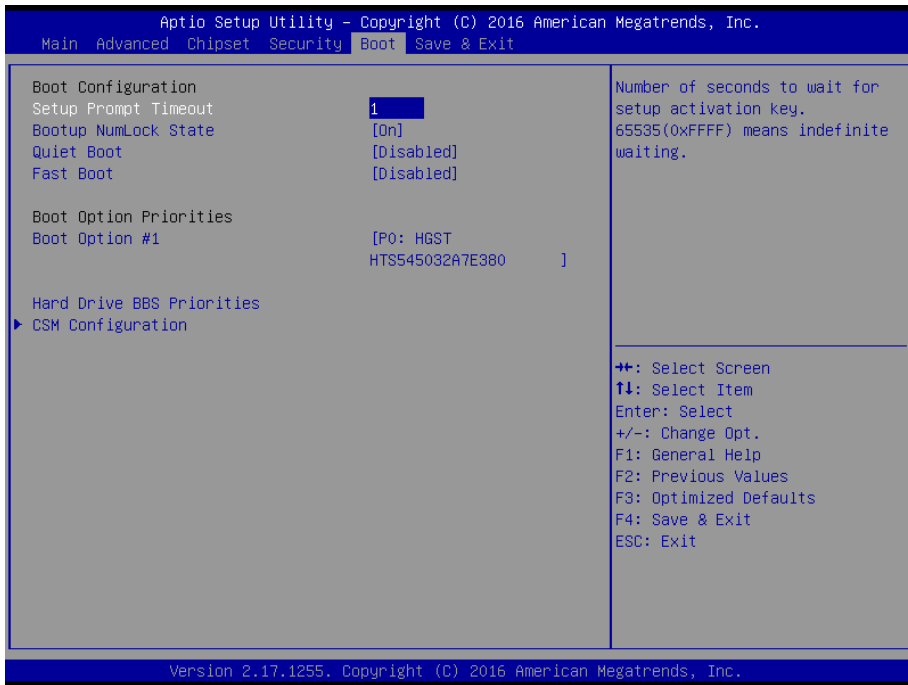 Aptio Setup Utility – Copyright (C) 2016 American Megatrends, Inc.
Main Advanced Chipset Security Boot Save & Exit
Boot Configuration
Setup Prompt Timeout 1
Bootup NumLock State [On]
Quiet Boot [Disabled]
Fast Boot [Disabled]
Boot Option Priorities
Boot Option #1 [P0: HGST
HTS545032A7E380 ]
Hard Drive BBS Priorities
CSM Configuration
Number of seconds to wait for
setup activation key.
65535(0xFFFF) means indefinite
waiting.
→←: Select Screen
↑↓: Select Item
Enter: Select
+/-: Change Opt.
F1: General Help
F2: Previous Values
F3: Optimized Defaults
F4: Save & Exit
ESC: Exit
Version 2.17.1255. Copyright (C) 2016 American Megatrends, Inc.